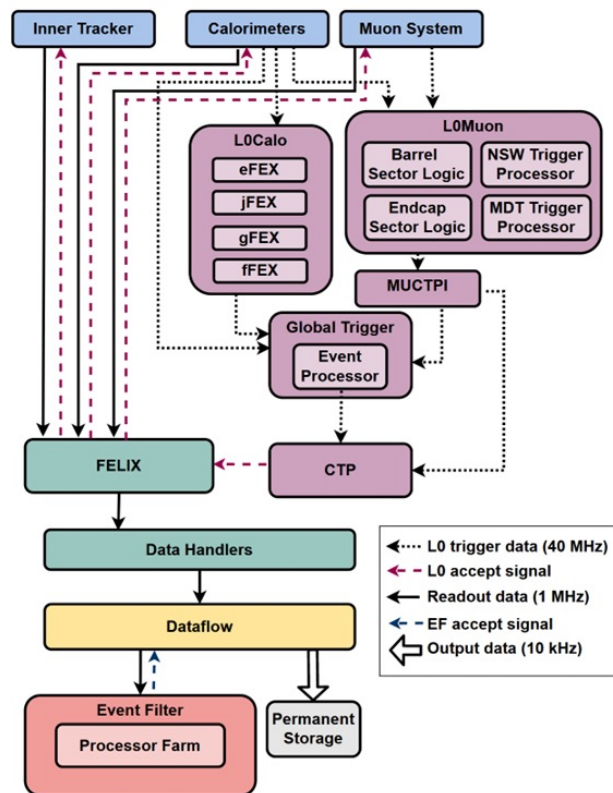 Inner Tracker
Calorimeters
Muon System
L0Calo
eFEX
jFEX
gFEX
fFEX
L0Muon
Barrel
Sector Logic
NSW Trigger
Processor
Endcap
Sector Logic
MDT Trigger
Processor
MUCTPI
Global Trigger
Event
Processor
FELIX
CTP
Data Handlers
Dataflow
Event Filter
Processor Farm
Permanent
Storage
L0 trigger data (40 MHz)
L0 accept signal
Readout data (1 MHz)
EF accept signal
Output data (10 kHz)